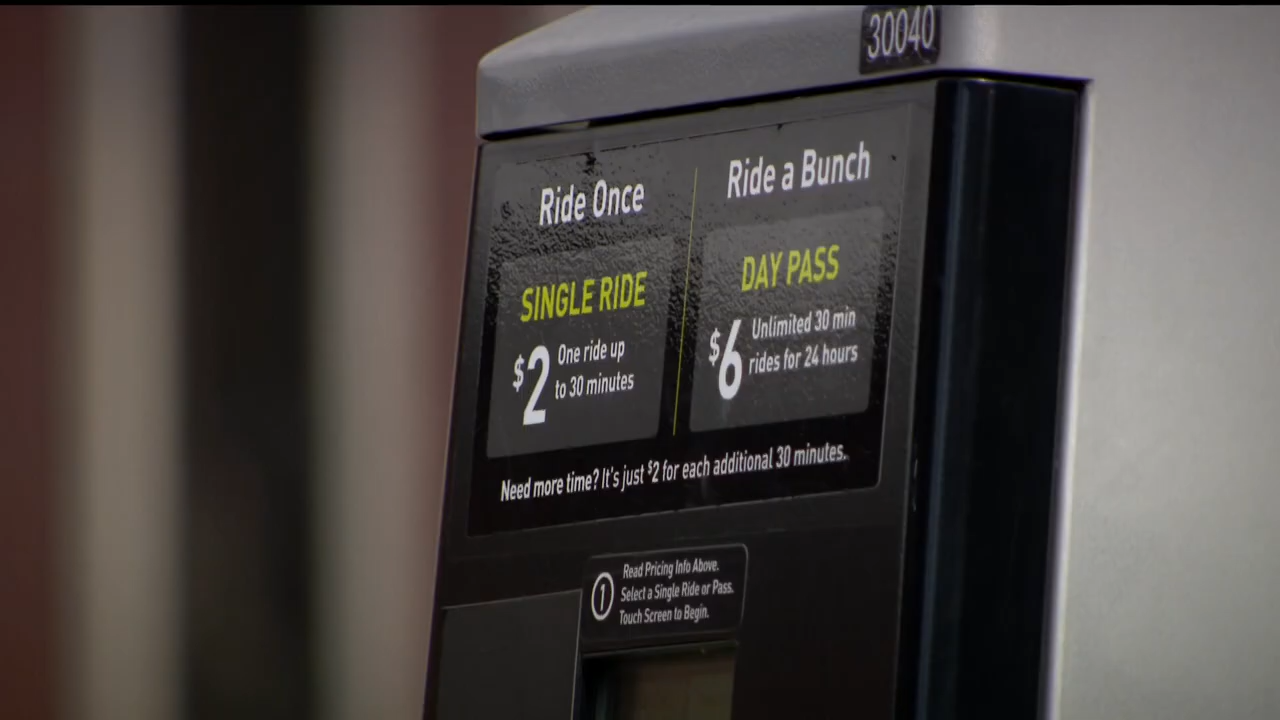 30040
Ride Once
SINGLE RIDE
$2
One ride up
to 30 minutes
Ride a Bunch
DAY PASS
$6
Unlimited 30 min
rides for 24 hours
Need more time? It's just $2 for each additional 30 minutes.
1
Read Pricing Info Above.
Select a Single Ride or Pass.
Touch Screen to Begin.